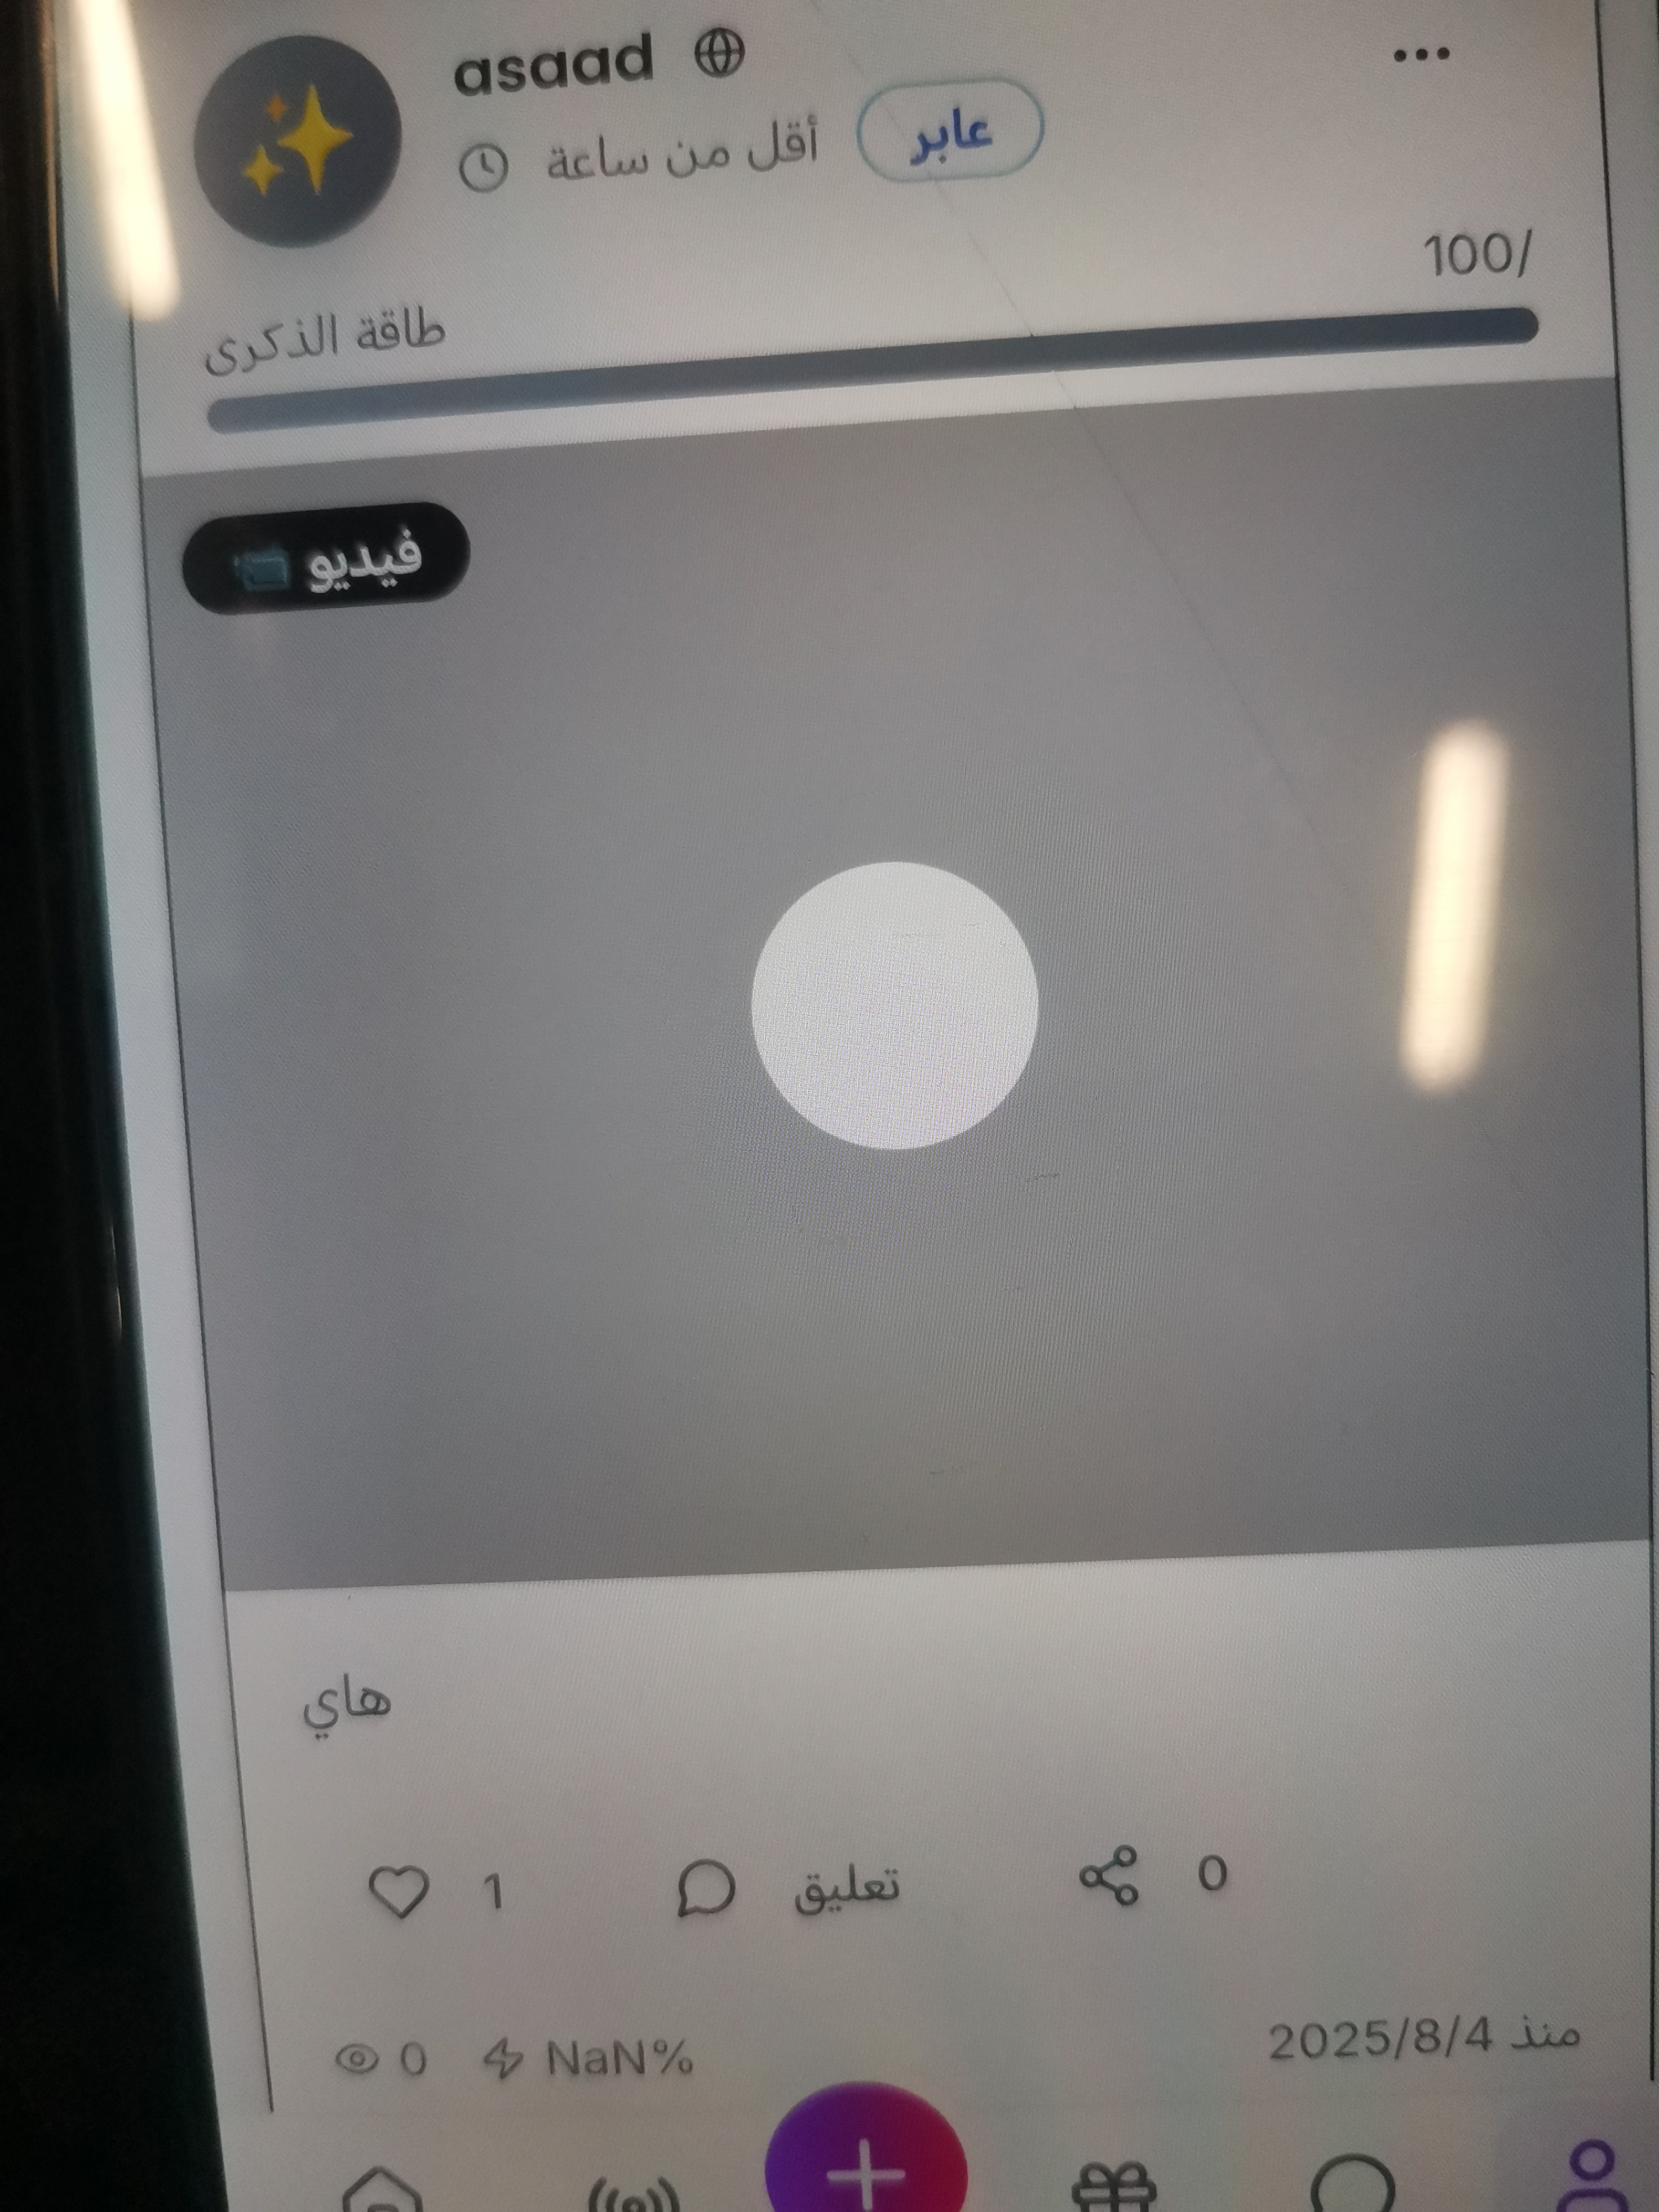 asaad
أقل من ساعة عابر
100/
طاقة الذكرى
فيديو
هاي
1 تعليق 0
0 NaN% منذ 2025/8/4